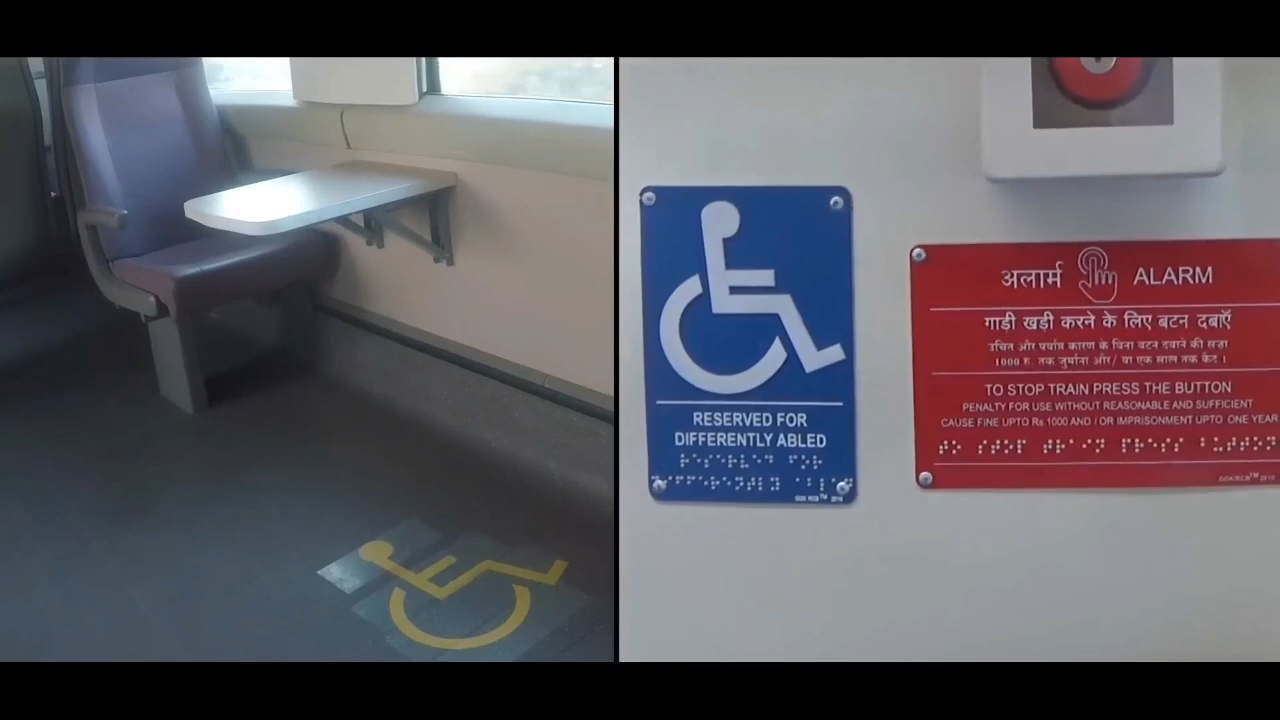 RESERVED FOR
DIFFERENTLY ABLED
⠗⠑⠎⠑⠗⠧⠑⠙ ⠋⠕⠗
अलार्म ALARM
गाड़ी खड़ी करने के लिए बटन दबाएँ
उचित और पर्याप्त कारण के बिना बटन दबाने की सज़ा
1000 रु. तक जुर्माना और / या एक साल तक कैद ।
TO STOP TRAIN PRESS THE BUTTON
PENALTY FOR USE WITHOUT REASONABLE AND SUFFICIENT
CAUSE FINE UPTO Rs.1000 AND / OR IMPRISONMENT UPTO ONE YEAR